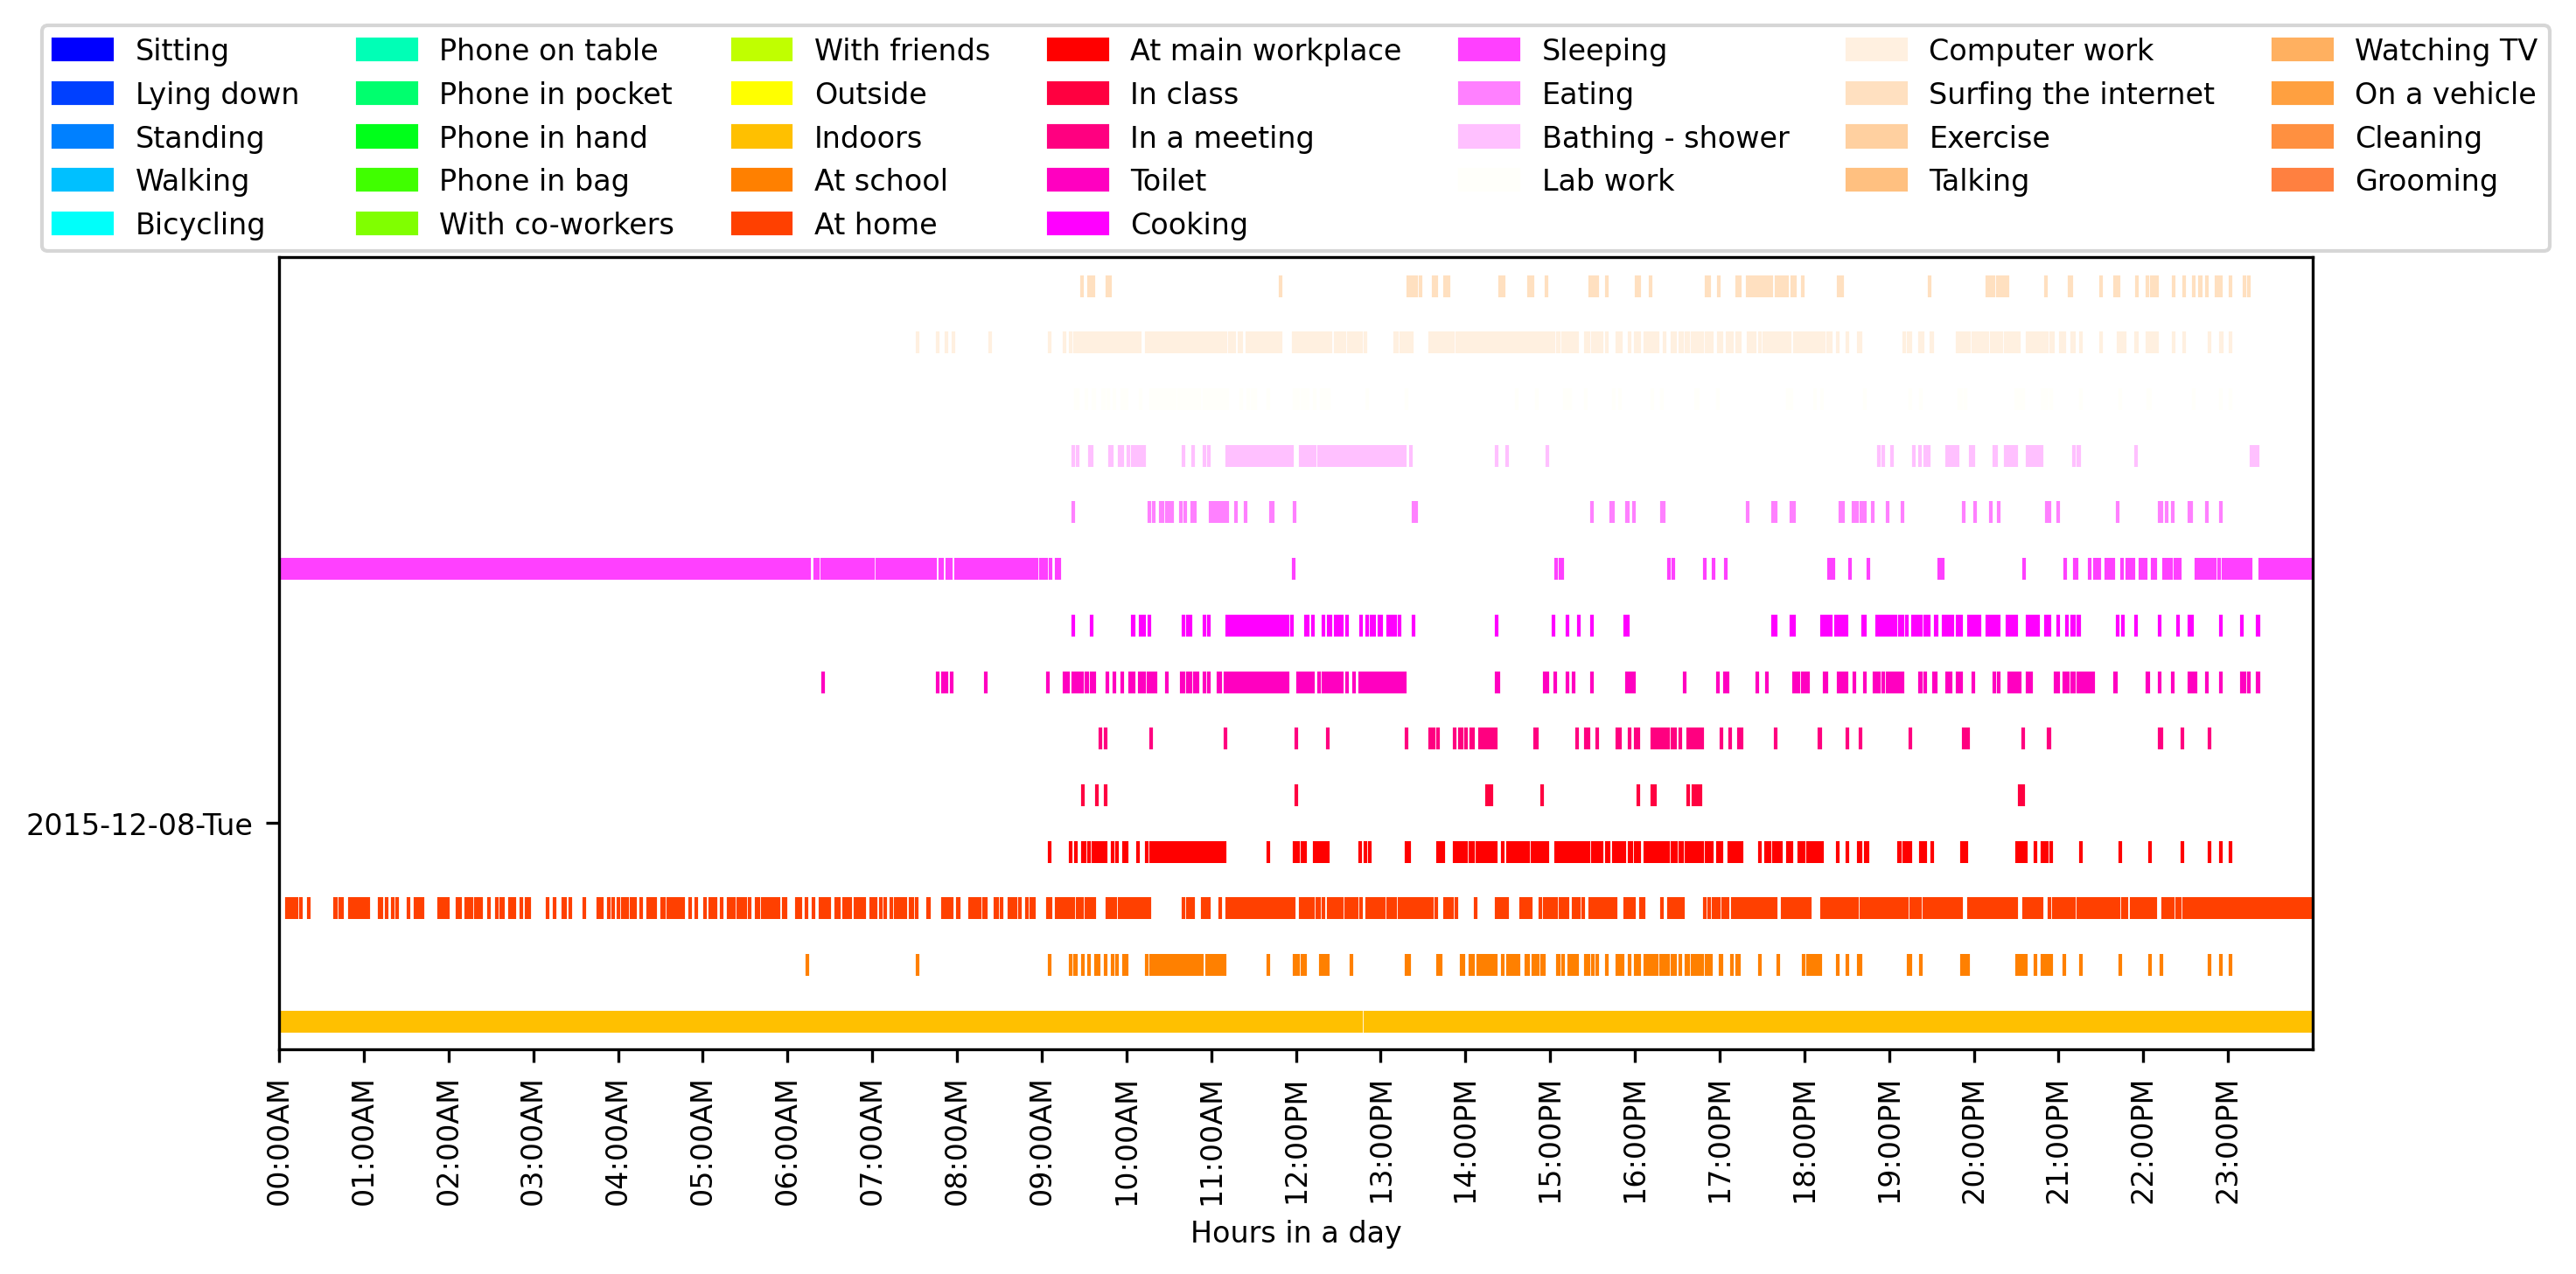 Sitting
Lying down
Standing
Walking
Bicycling
Phone on table
Phone in pocket
Phone in hand
Phone in bag
With co-workers
With friends
Outside
Indoors
At school
At home
At main workplace
In class
In a meeting
Toilet
Cooking
Sleeping
Eating
Bathing - shower
Lab work
Computer work
Surfing the internet
Exercise
Talking
Watching TV
On a vehicle
Cleaning
Grooming
2015-12-08-Tue
00:00AM
01:00AM
02:00AM
03:00AM
04:00AM
05:00AM
06:00AM
07:00AM
08:00AM
09:00AM
10:00AM
11:00AM
12:00PM
13:00PM
14:00PM
15:00PM
16:00PM
17:00PM
18:00PM
19:00PM
20:00PM
21:00PM
22:00PM
23:00PM
Hours in a day